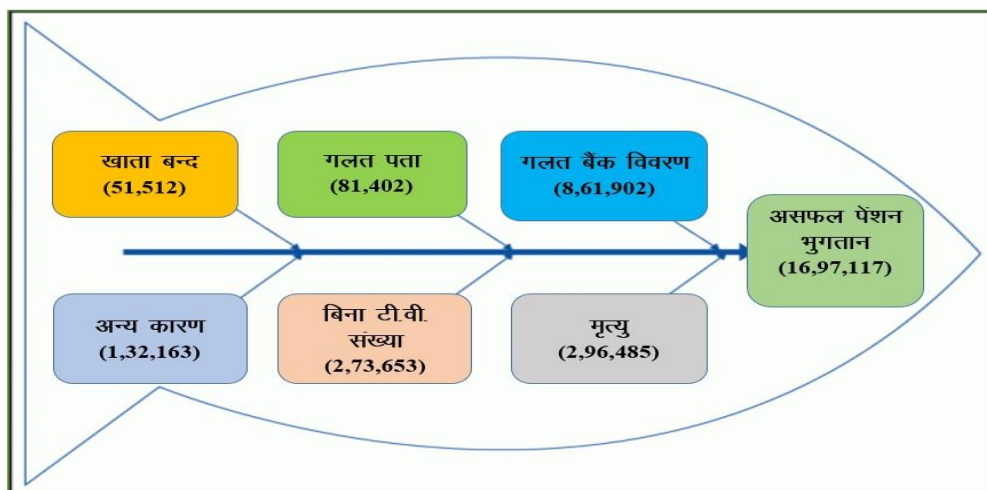 खाता बन्द
(51,512)
गलत पता
(81,402)
गलत बैंक विवरण
(8,61,902)
असफल पेंशन
भुगतान
(16,97,117)
अन्य कारण
(1,32,163)
बिना टी.वी.
संख्या
(2,73,653)
मृत्यु
(2,96,485)